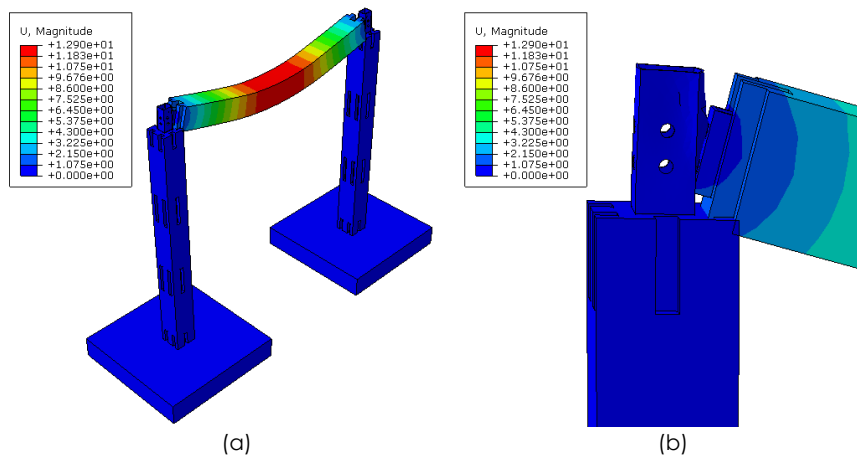 U, Magnitude
+1.290e+01
+1.183e+01
+1.075e+01
+9.676e+00
+8.600e+00
+7.525e+00
+6.450e+00
+5.375e+00
+4.300e+00
+3.225e+00
+2.150e+00
+1.075e+00
+0.000e+00
(a)
U, Magnitude
+1.290e+01
+1.183e+01
+1.075e+01
+9.676e+00
+8.600e+00
+7.525e+00
+6.450e+00
+5.375e+00
+4.300e+00
+3.225e+00
+2.150e+00
+1.075e+00
+0.000e+00
(b)